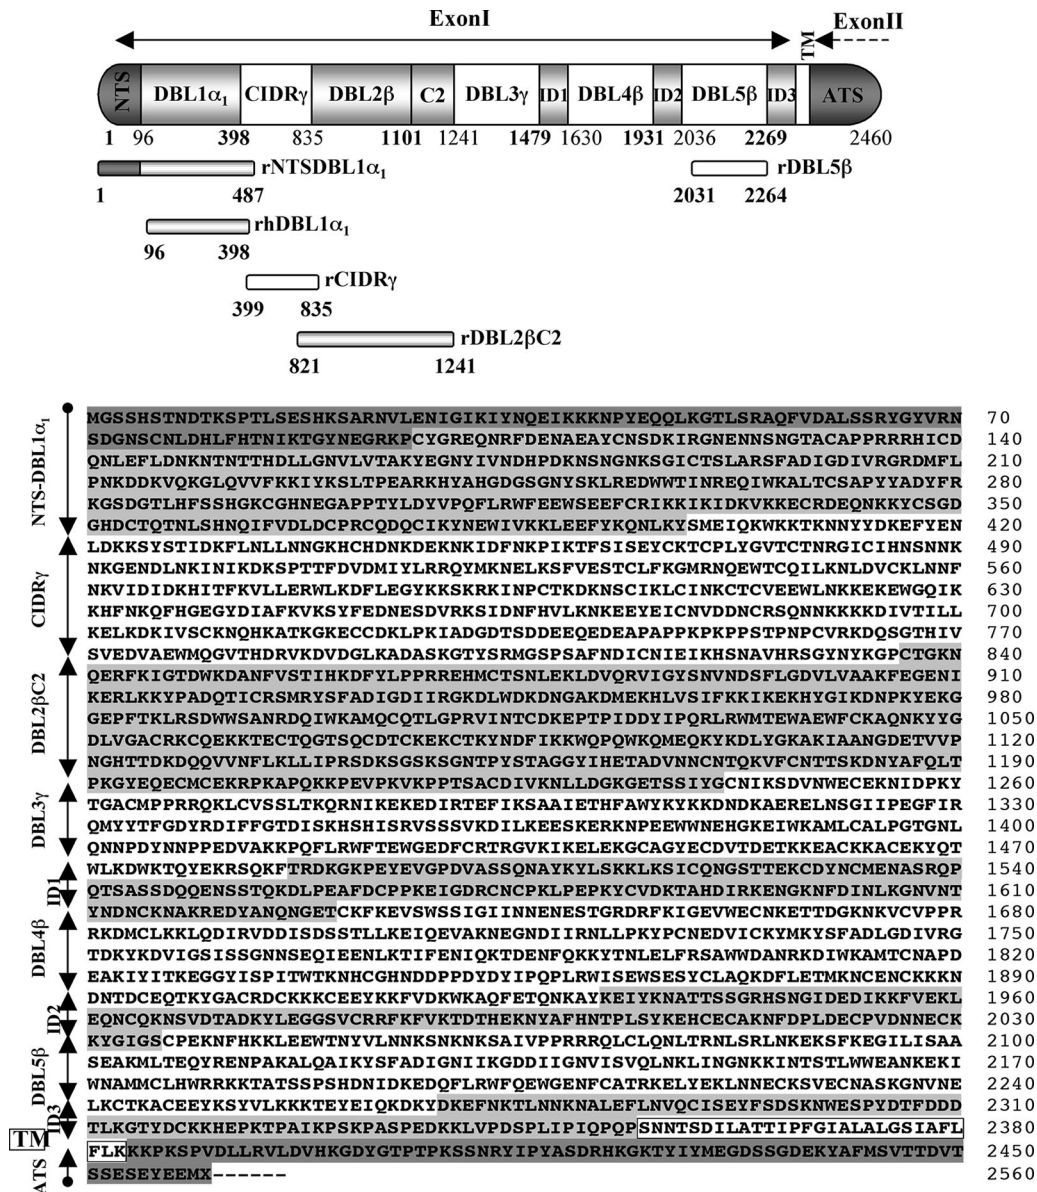 ExonI
TM
ExonII
NTS DBL1α1 CIDRγ DBL2β C2 DBL3γ ID1 DBL4β ID2 DBL5β ID3 ATS
1 96 398 835 1101 1241 1479 1630 1931 2036 2269 2460
rNTSDBL1α1 rDBL5β
1 487 2031 2264
rhDBL1α1
96 398
rCIDRγ
399 835
rDBL2βC2
821 1241
NTS-DBL1α1
MGSSHSTNDTKSPTLSESHKSARNVLENIGIKIYNQEIKKKNPYEQQLKGTLSRAQFVDALSSRYGYVRN 70
SDGNSCNLDHLFHTNIKTGYNEGRKPCYGREQNRFDENAEAYCNSDKIRGNENNSNGTACAPPRRRHICD 140
QNLEFLDNKNTNTTHDLLGNVLVTAKYEGNYIVNDHPDKNSNGNKSGICTSLARSFADIGDIVRGRDMFL 210
PNKDDKVQKGLQVVFKKIYKSLTPEARKHYAHGDGSGNYSKLREDWWTINREQIWKALTCSAPYYADYFR 280
KGSDGTLHFSSHGKCGHNEGAPPTYLDYVPQFLRWFEEWSEEFCRIKKIKIDKVKKECRDEQNKKYCSGD 350
GHDCTQTNLSHNQIFVDLDCPRCQDQCIKYNEWIVKKLEEFYKQNLKYSMEIQKWKKTKNNYYDKEFYEN 420
CIDRγ
LDKKSYSTIDKFLNLLNNGKHCHDNKDEKNKIDFNKPIKTFSISEYCKTCPLYGVTCTNRGICIHNSNNK 490
NKGENDLNKINIKDKSPTTFDVDMIYLRRQYMKNELKSFVESTCLFKGMRNQEWTCQILKNLDVCKLNNF 560
NKVIDIDKHITFKVLLERWLKDFLEGYKKSKRKINPCTKDKNSCIKLCINKCTCVEEWLNKKEKEWGQIK 630
KHFNKQFHGEGYDIAFKVKSYFEDNESDVRKSIDNFHVLKNKEEYEICNVDDNCRSQNNKKKKDIVTILL 700
KELKDKIVSCKNQHKATKGKECCDKLPKIADGDTSDDEEQEDEAPAPPKPKPPSTPNPCVRKDQSGTHIV 770
SVEDVAEWMQGVTHDRVKDVDGLKADASKGTYSRMGSPSAFNDICNIEIKHSNAVHRSGYNYKGPCTGKN 840
DBL2βC2
QERFKIGTDWKDANFVSTIHKDFYLPPRREHMCTSNLEKLDVQRVIGYSNVNDSFLGDVLVAAKFEGENI 910
KERLKKYPADQTICRSMRYSFADIGDIIRGKDLWDKDNGAKDMEKHLVSIFKKIKEKHYGIKDNPKYEKG 980
GEPFTKLRSDWWSANRDQIWKAMQCQTLGPRVINTCDKEPTPIDDYIPQRLRWMTEWAEWFCKAQNKYYG 1050
DLVGACRKCQEKKTECTQGTSQCDTCKEKCTKYNDFIKKWQPQWKQMEQKYKDLYGKAKIAANGDETVVP 1120
NGHTTDKDQQVVNFLKLLIPRSDKSGSKSGNTPYSTAGGYIHETADVNNCNTQKVFCNTTSKDNYAFQLT 1190
PKGYEQECMCEKRPKAPQKKPEVPKVKPPTSACDIVKNLLDGKGETSSIYGCNIKSDVNWECEKNIDPKY 1260
DBL3γ
TGACMPPRRQKLCVSSLTKQRNIKEKEDIRTEFIKSAAIETHFAWYKYKKDNDKAERELNSGIIPEGFIR 1330
QMYYTFGDYRDIFFGTDISKHSHISRVSSSVKDILKEESKERKNPEEWWNEHGKEIWKAMLCALPGTGNL 1400
QNNPDYNNPPEDVAKKPQFLRWFTEWGEDFCRTRGVKIKELEKGCAGYECDVTDETKKEACKKACEKYQT 1470
ID1
WLKDWKTQYEKRSQKFTRDKGKPEYEVGPDVASSQNAYKYLSKKLKSICQNGSTTEKCDYNCMENASRQP 1540
QTSASSDQQENSSTQKDLPEAFDCPPKEIGDRCNCPKLPEPKYCVDKTAHDIRKENGKNFDINLKGNVNT 1610
DBL4β
YNDNCKNAKREDYANQNGETCKFKEVSWSSIGIINNENESTGRDRFKIGEVWECNKETTDGKNKVCVPPR 1680
RKDMCLKKLQDIRVDDISDSSTLLKEIQEVAKNEGNDIIRNLLPKYPCNEDVICKYMKYSFADLGDIVRG 1750
TDKYKDVIGSISSGNNSEQIEENLKTIFENIQKTDENFQKKYTNLELFRSAWWDANRKDIWKAMTCNAPD 1820
EAKIYITKEGGYISPITWTKNHCGHNDDPPDYDYIPQPLRWISEWSESYCLAQKDFLETMKNCENCKKKN 1890
ID2
DNTDCEQTKYGACRDCKKKCEEYKKFVDKWKAQFETQNKAYKEIYKNATTSSGRHSNGIDEDIKKFVEKL 1960
EQNCQKNSVDTADKYLEGGSVCRRFKFVKTDTHEKNYAFHNTPLSYKEHCECAKNFDPLDECPVDNNECK 2030
DBL5β
KYGIGSCPEKNFHKKLEEWTNYVLNNKSNKNKSAIVPPRRRQLCLQNLTRNLSRLNKEKSFKEGILISAA 2100
SEAKMLTEQYRENPAKALQAIKYSFADIGNIIKGDDIIGNVISVQLNKLINGNKKINTSTLWWEANKEKI 2170
WNAMMCLHWRRKKTATSSPSHDNIDKEDQFLRWFQEWGENFCATRKELYEKLNNECKSVECNASKGNVNE 2240
ID3
LKCTKACEEYKSYVLKKKTEYEIQKDKYDKEFNKTLNNKNALEFLNVQCISEYFSDSKNWESPYDTFDDD 2310
TLKGTYDCKKHEPKTPAIKPSKPASPEDKKLVPDSPLIPIQPQPSNNTSDILATTIPFGIALALGSIAFL 2380
TM
FLKKKPKSPVDLLRVLDVHKGDYGTPTPKSSNRYIPYASDRHKGKTYIYMEGDSSGDEKYAFMSVTTDVT 2450
ATS
SSESEYEEMX------ 2560